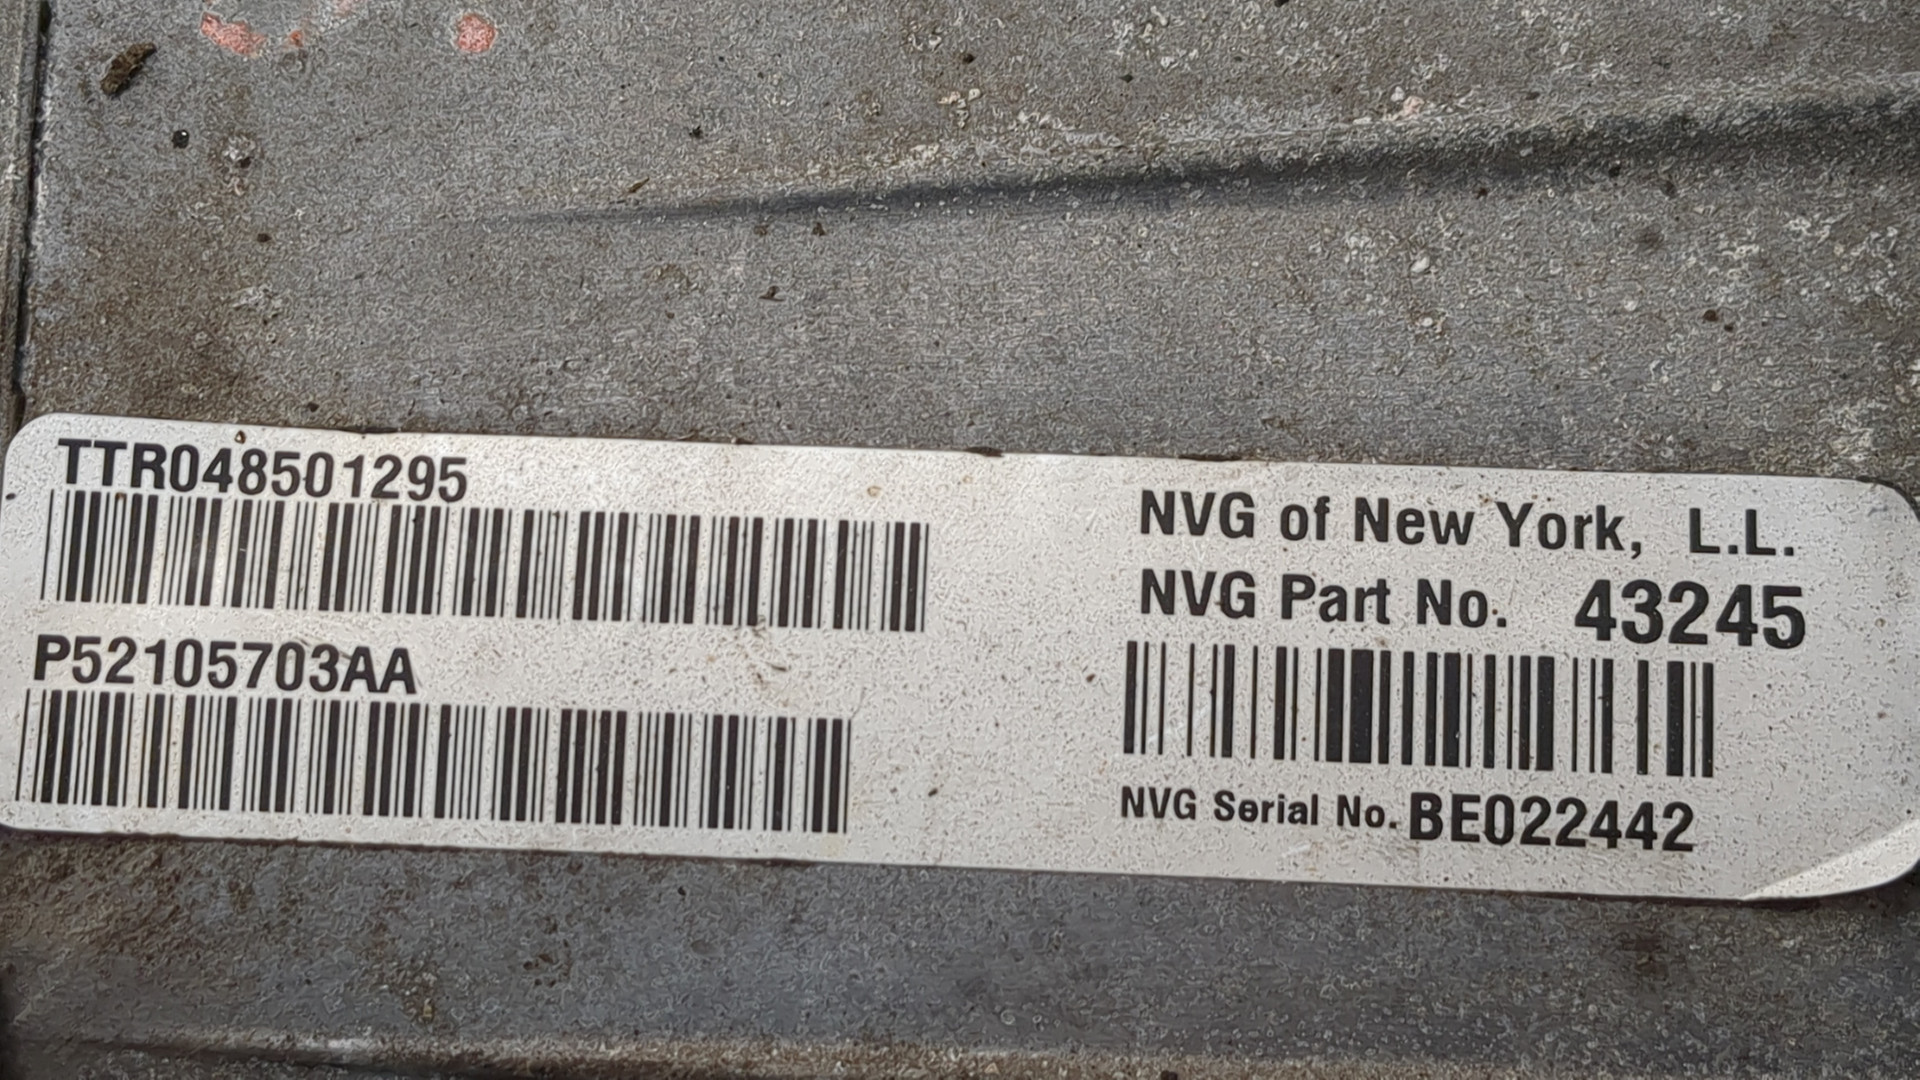 TTR048501295
P52105703AA
NVG of New York, L.L.
NVG Part No. 43245
NVG Serial No. BE022442